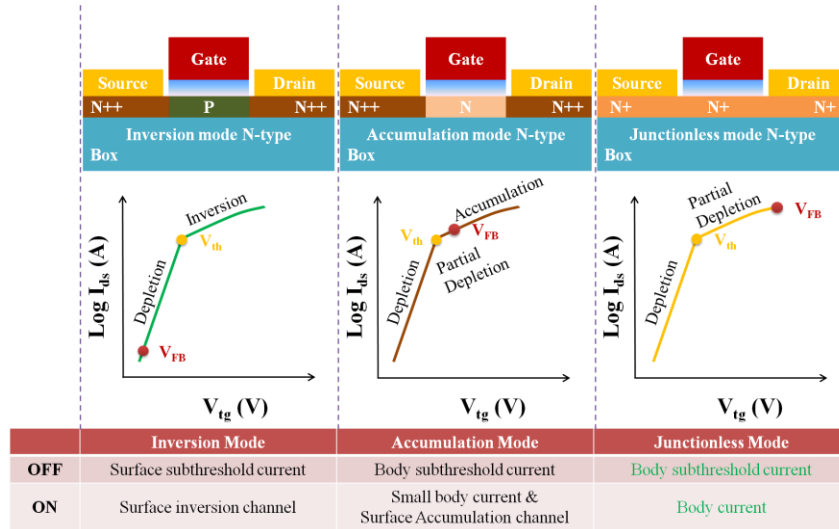 Gate
Source
Drain
N++
P
N++
Inversion mode N-type
Box
Gate
Source
Drain
N++
N
N++
Accumulation mode N-type
Box
Gate
Source
Drain
N+
N+
N+
Junctionless mode N-type
Box
Log Ids (A)
Depletion
Inversion
Vth
VFB
Vtg (V)
Log Ids (A)
Depletion
Accumulation
Vth
VFB
Partial
Depletion
Vtg (V)
Log Ids (A)
Depletion
Partial
Depletion
VFB
Vth
Vtg (V)
Inversion Mode Accumulation Mode Junctionless Mode
OFF Surface subthreshold current Body subthreshold current Body subthreshold current
ON Surface inversion channel Small body current & Surface Accumulation channel Body current